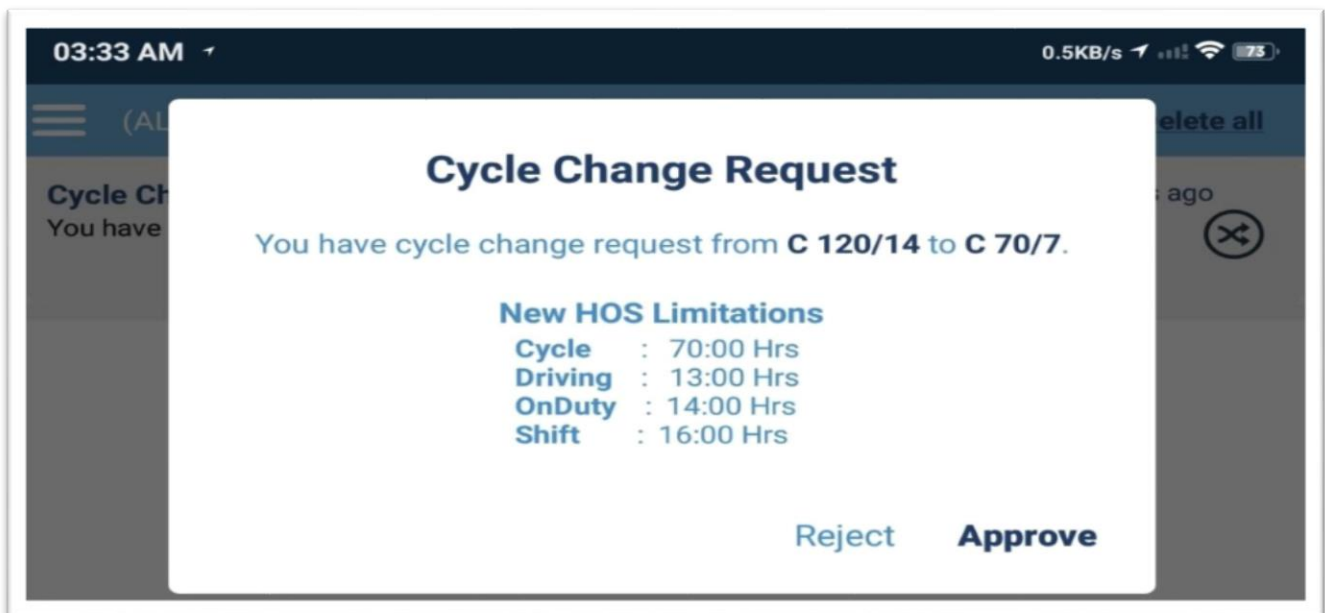 03:33 AM
0.5KB/s 73
(AL
elete all
Cycle Change Request
Cycle Ch
ago
You have
You have cycle change request from C 120/14 to C 70/7.
New HOS Limitations
Cycle : 70:00 Hrs
Driving : 13:00 Hrs
OnDuty : 14:00 Hrs
Shift : 16:00 Hrs
Reject Approve